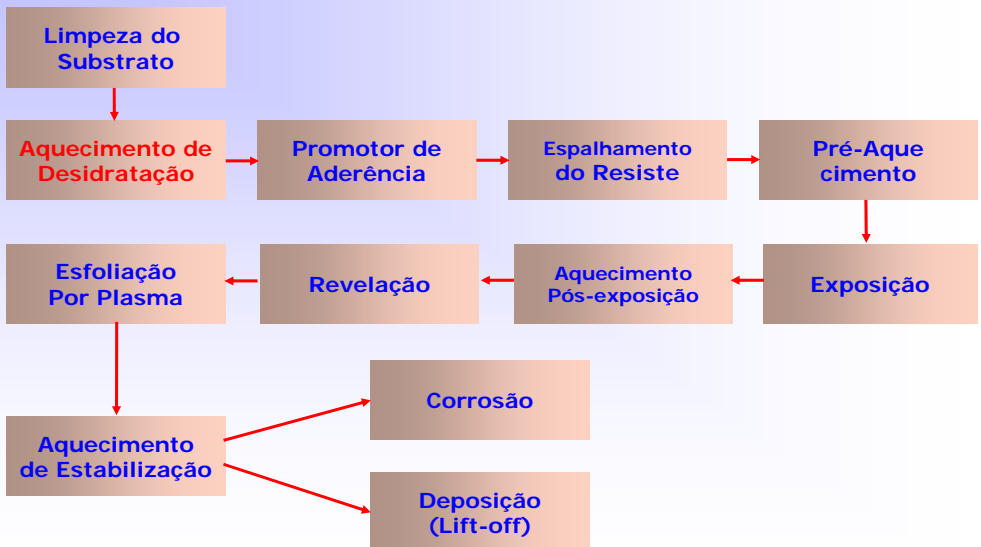 Limpeza do
Substrato
Aquecimento de
Desidratação
Promotor de
Aderência
Espalhamento
do Resiste
Pré-Aque
cimento
Esfoliação
Por Plasma
Revelação
Aquecimento
Pós-exposição
Exposição
Aquecimento
de Estabilização
Corrosão
Deposição
(Lift-off)